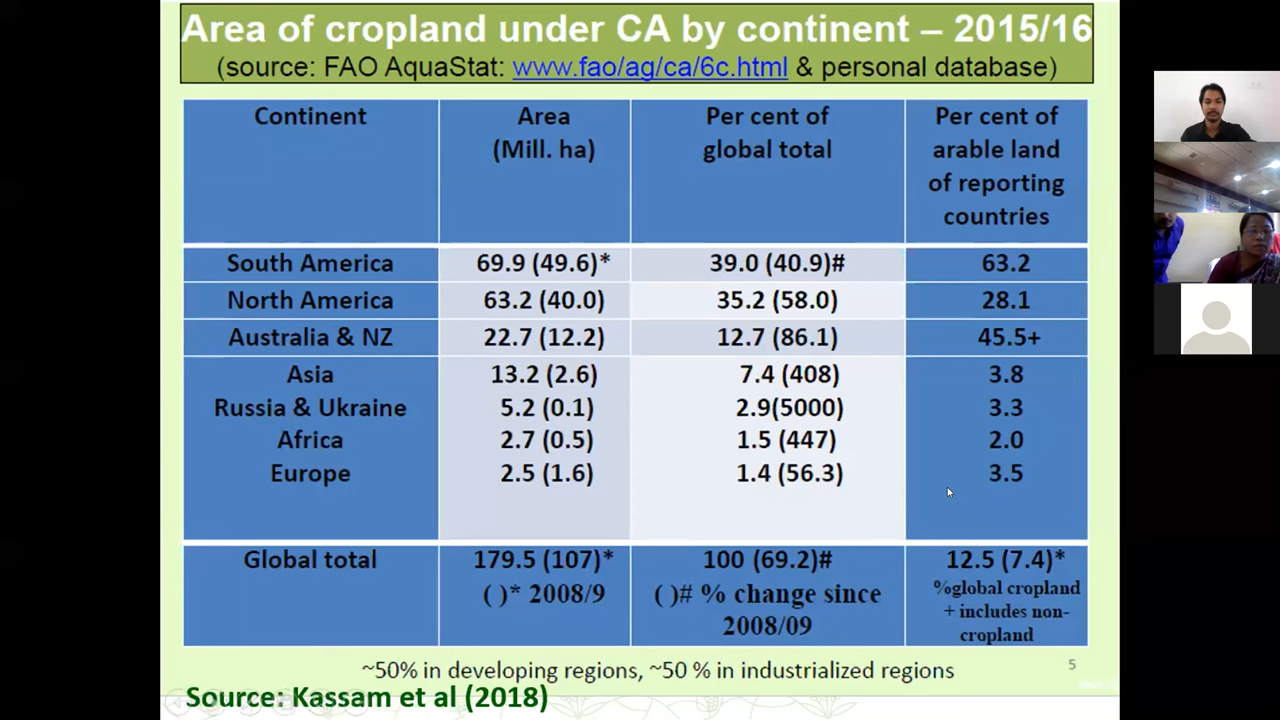 Area of cropland under CA by continent – 2015/16
(source: FAO AquaStat: www.fao/ag/ca/6c.html & personal database)
Continent Area (Mill. ha) Per cent of global total Per cent of arable land of reporting countries
South America 69.9 (49.6)* 39.0 (40.9)# 63.2
North America 63.2 (40.0) 35.2 (58.0) 28.1
Australia & NZ 22.7 (12.2) 12.7 (86.1) 45.5+
Asia 13.2 (2.6) 7.4 (408) 3.8
Russia & Ukraine 5.2 (0.1) 2.9(5000) 3.3
Africa 2.7 (0.5) 1.5 (447) 2.0
Europe 2.5 (1.6) 1.4 (56.3) 3.5
Global total 179.5 (107)* 100 (69.2)# 12.5 (7.4)*
( )* 2008/9 ( )# % change since 2008/09 %global cropland + includes non-cropland
~50% in developing regions, ~50 % in industrialized regions
5
Source: Kassam et al (2018)